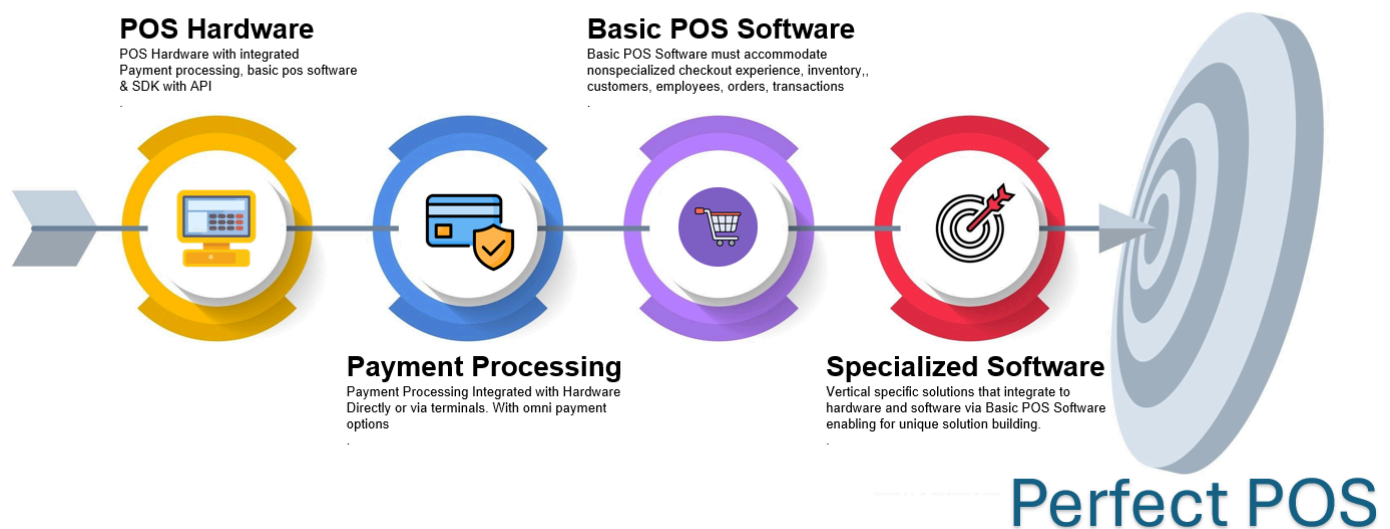 POS Hardware
POS Hardware with integrated
Payment processing, basic pos software
& SDK with API
.
Basic POS Software
Basic POS Software must accommodate
nonspecialized checkout experience, inventory,,
customers, employees, orders, transactions
.
Payment Processing
Payment Processing Integrated with Hardware
Directly or via terminals. With omni payment
options
.
Specialized Software
Vertical specific solutions that integrate to
hardware and software via Basic POS Software
enabling for unique solution building.
.
Perfect POS